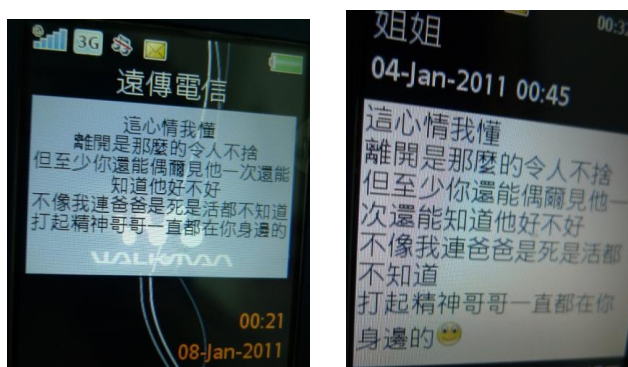 3G
遠傳電信
這心情我懂
離開是那麼的令人不捨
但至少你還能偶爾見他一次還能
知道他好不好
不像我連爸爸是死是活都不知道
打起精神哥哥一直都在你身邊的
WALKMAN
00:21
08-Jan-2011
00:32
姐姐
04-Jan-2011 00:45
這心情我懂
離開是那麼的令人不捨
但至少你還能偶爾見他一
次還能知道他好不好
不像我連爸爸是死是活都
不知道
打起精神哥哥一直都在你
身邊的